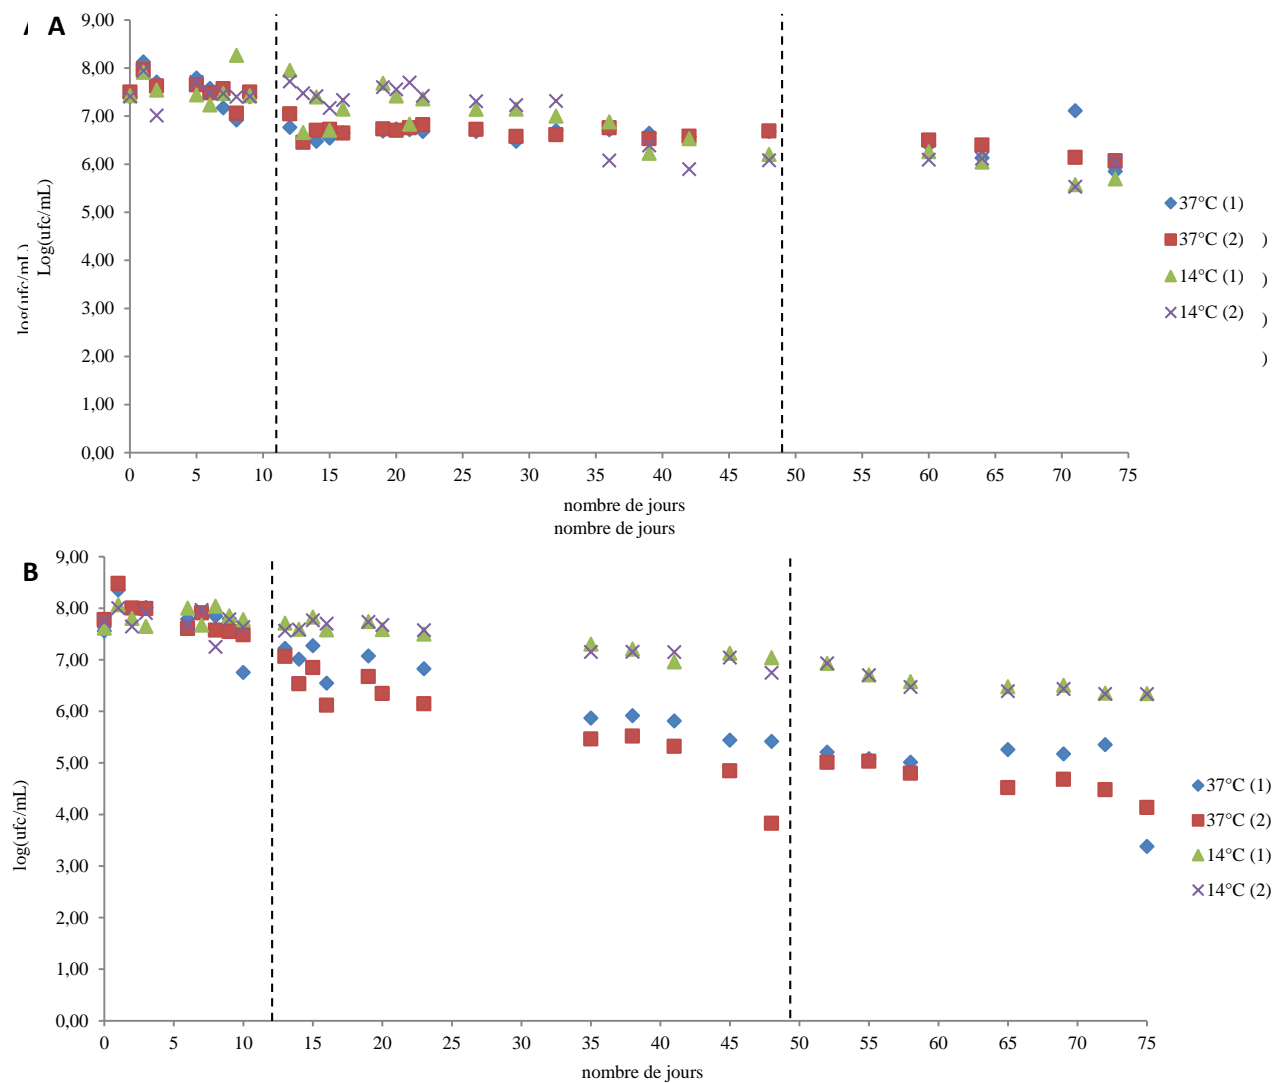 A
9,00
8,00
7,00
6,00
5,00
4,00
3,00
2,00
1,00
0,00
Log(ufc/mL)
log(ufc/mL)
0 5 10 15 20 25 30 35 40 45 50 55 60 65 70 75
nombre de jours
nombre de jours
37°C (1)
37°C (2) )
14°C (1) )
14°C (2) )
)
B
9,00
8,00
7,00
6,00
5,00
4,00
3,00
2,00
1,00
0,00
log(ufc/mL)
0 5 10 15 20 25 30 35 40 45 50 55 60 65 70 75
nombre de jours
37°C (1)
37°C (2)
14°C (1)
14°C (2)